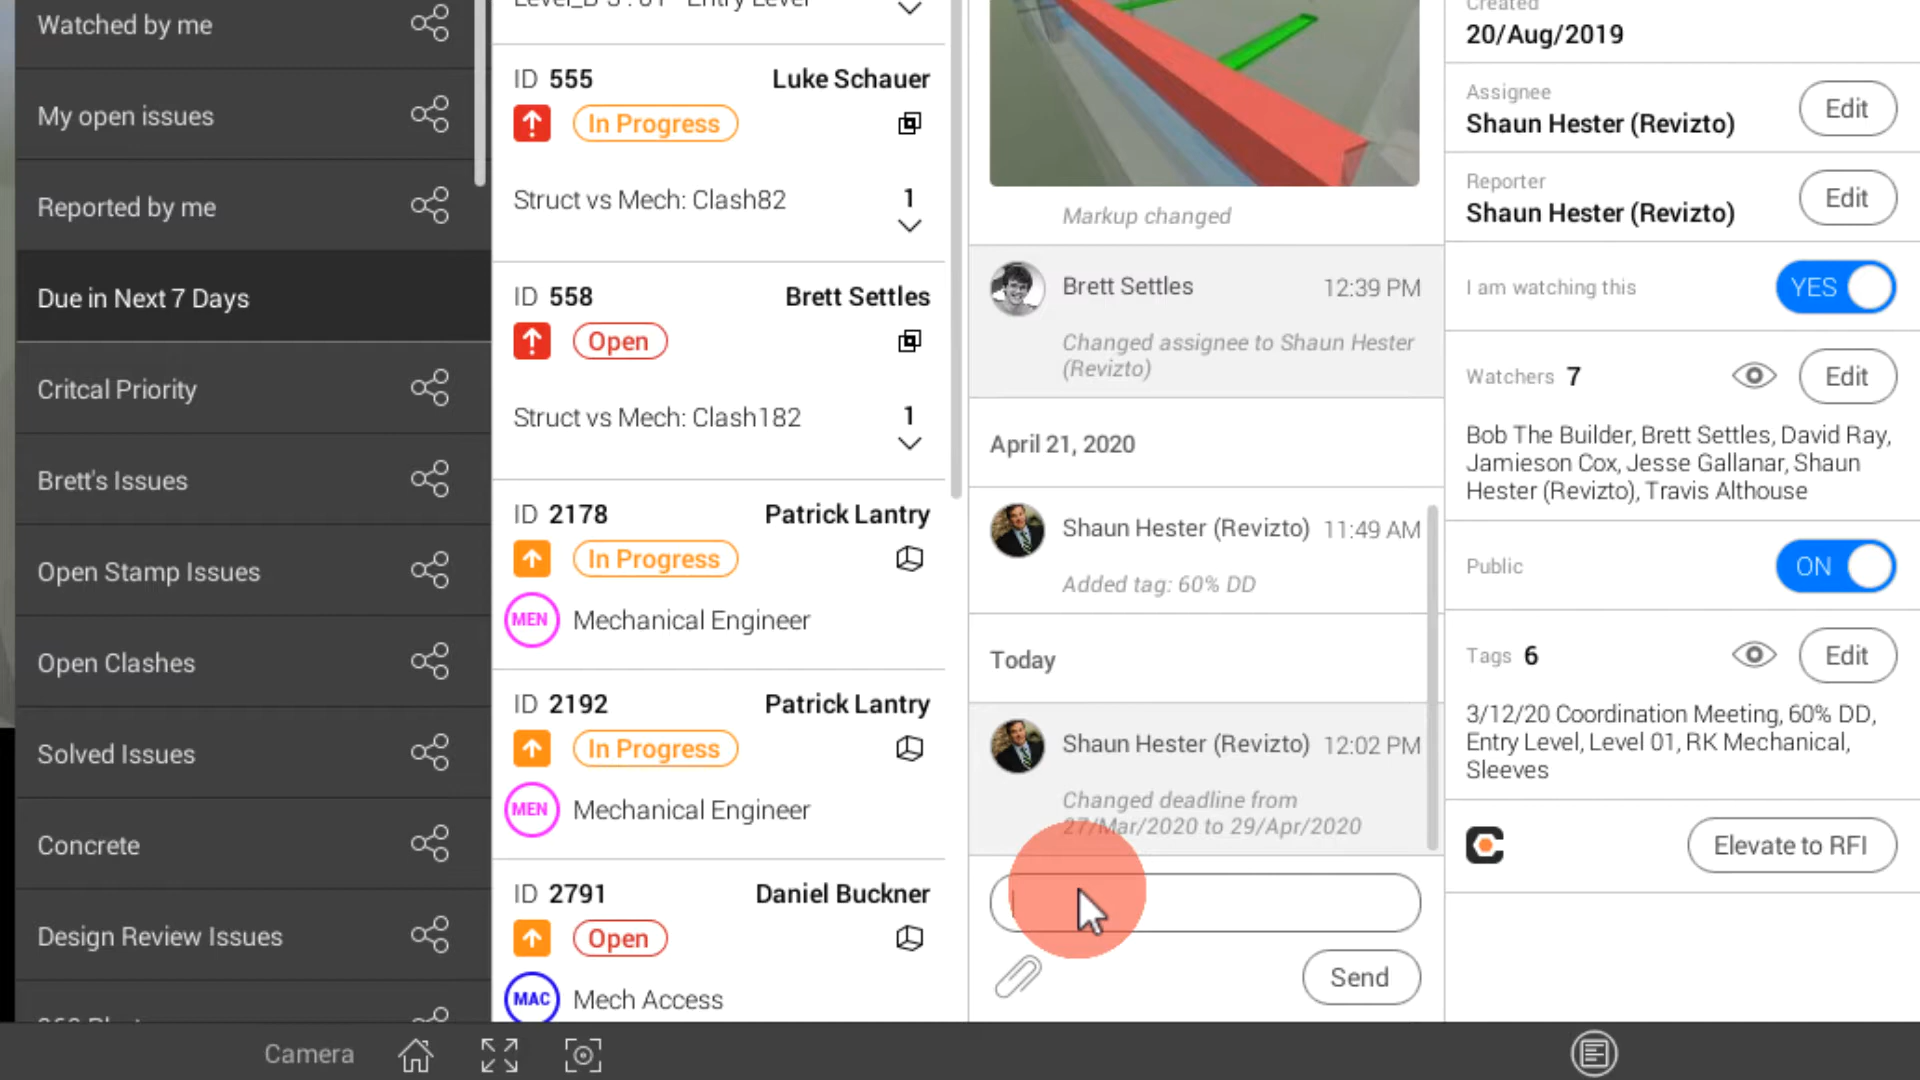 Watched by me
My open issues
Reported by me
Due in Next 7 Days
Critcal Priority
Brett's Issues
Open Stamp Issues
Open Clashes
Solved Issues
Concrete
Design Review Issues
ID 555 Luke Schauer
In Progress
Struct vs Mech: Clash82 1
ID 558 Brett Settles
Open
Struct vs Mech: Clash182 1
ID 2178 Patrick Lantry
In Progress
MEN Mechanical Engineer
ID 2192 Patrick Lantry
In Progress
MEN Mechanical Engineer
ID 2791 Daniel Buckner
Open
MAC Mech Access
Markup changed
Brett Settles 12:39 PM
Changed assignee to Shaun Hester
(Revizto)
April 21, 2020
Shaun Hester (Revizto) 11:49 AM
Added tag: 60% DD
Today
Shaun Hester (Revizto) 12:02 PM
Changed deadline from
27/Mar/2020 to 29/Apr/2020
Send
Created
20/Aug/2019
Assignee
Shaun Hester (Revizto) Edit
Reporter
Shaun Hester (Revizto) Edit
I am watching this YES
Watchers 7 Edit
Bob The Builder, Brett Settles, David Ray,
Jamieson Cox, Jesse Gallanar, Shaun
Hester (Revizto), Travis Althouse
Public ON
Tags 6 Edit
3/12/20 Coordination Meeting, 60% DD,
Entry Level, Level 01, RK Mechanical,
Sleeves
Elevate to RFI
Camera